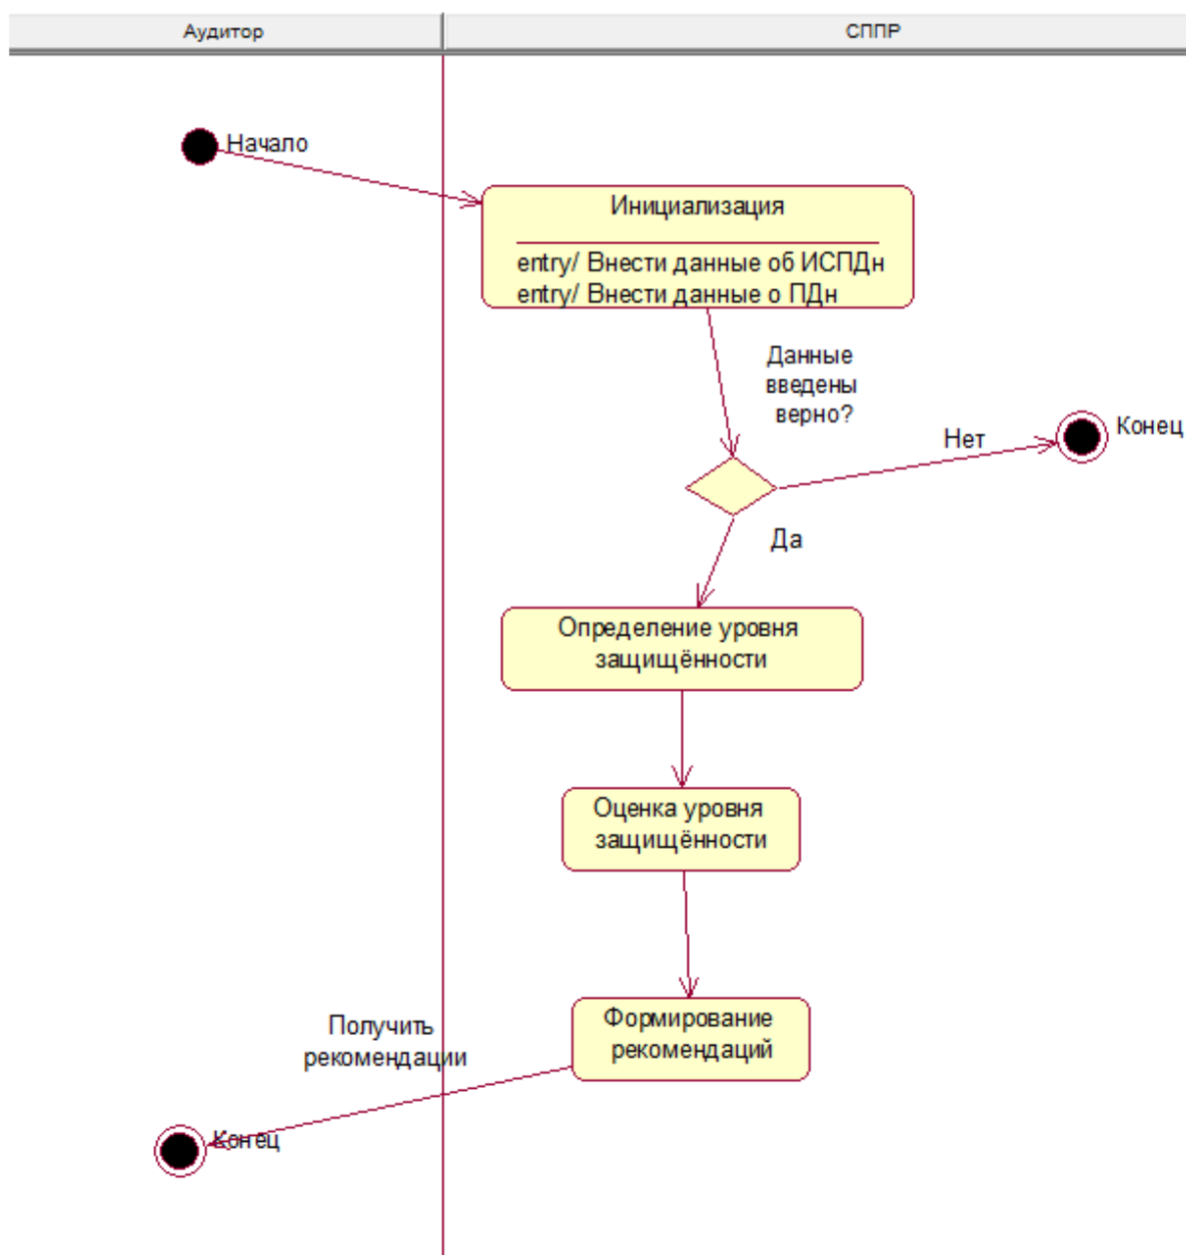 Аудитор
СППР
Начало
Инициализация
entry/ Внести данные об ИСПДн
entry/ Внести данные о ПДн
Данные
введены
верно?
Нет
Конец
Да
Определение уровня
защищённости
Оценка уровня
защищённости
Формирование
рекомендаций
Получить
рекомендации
Конец